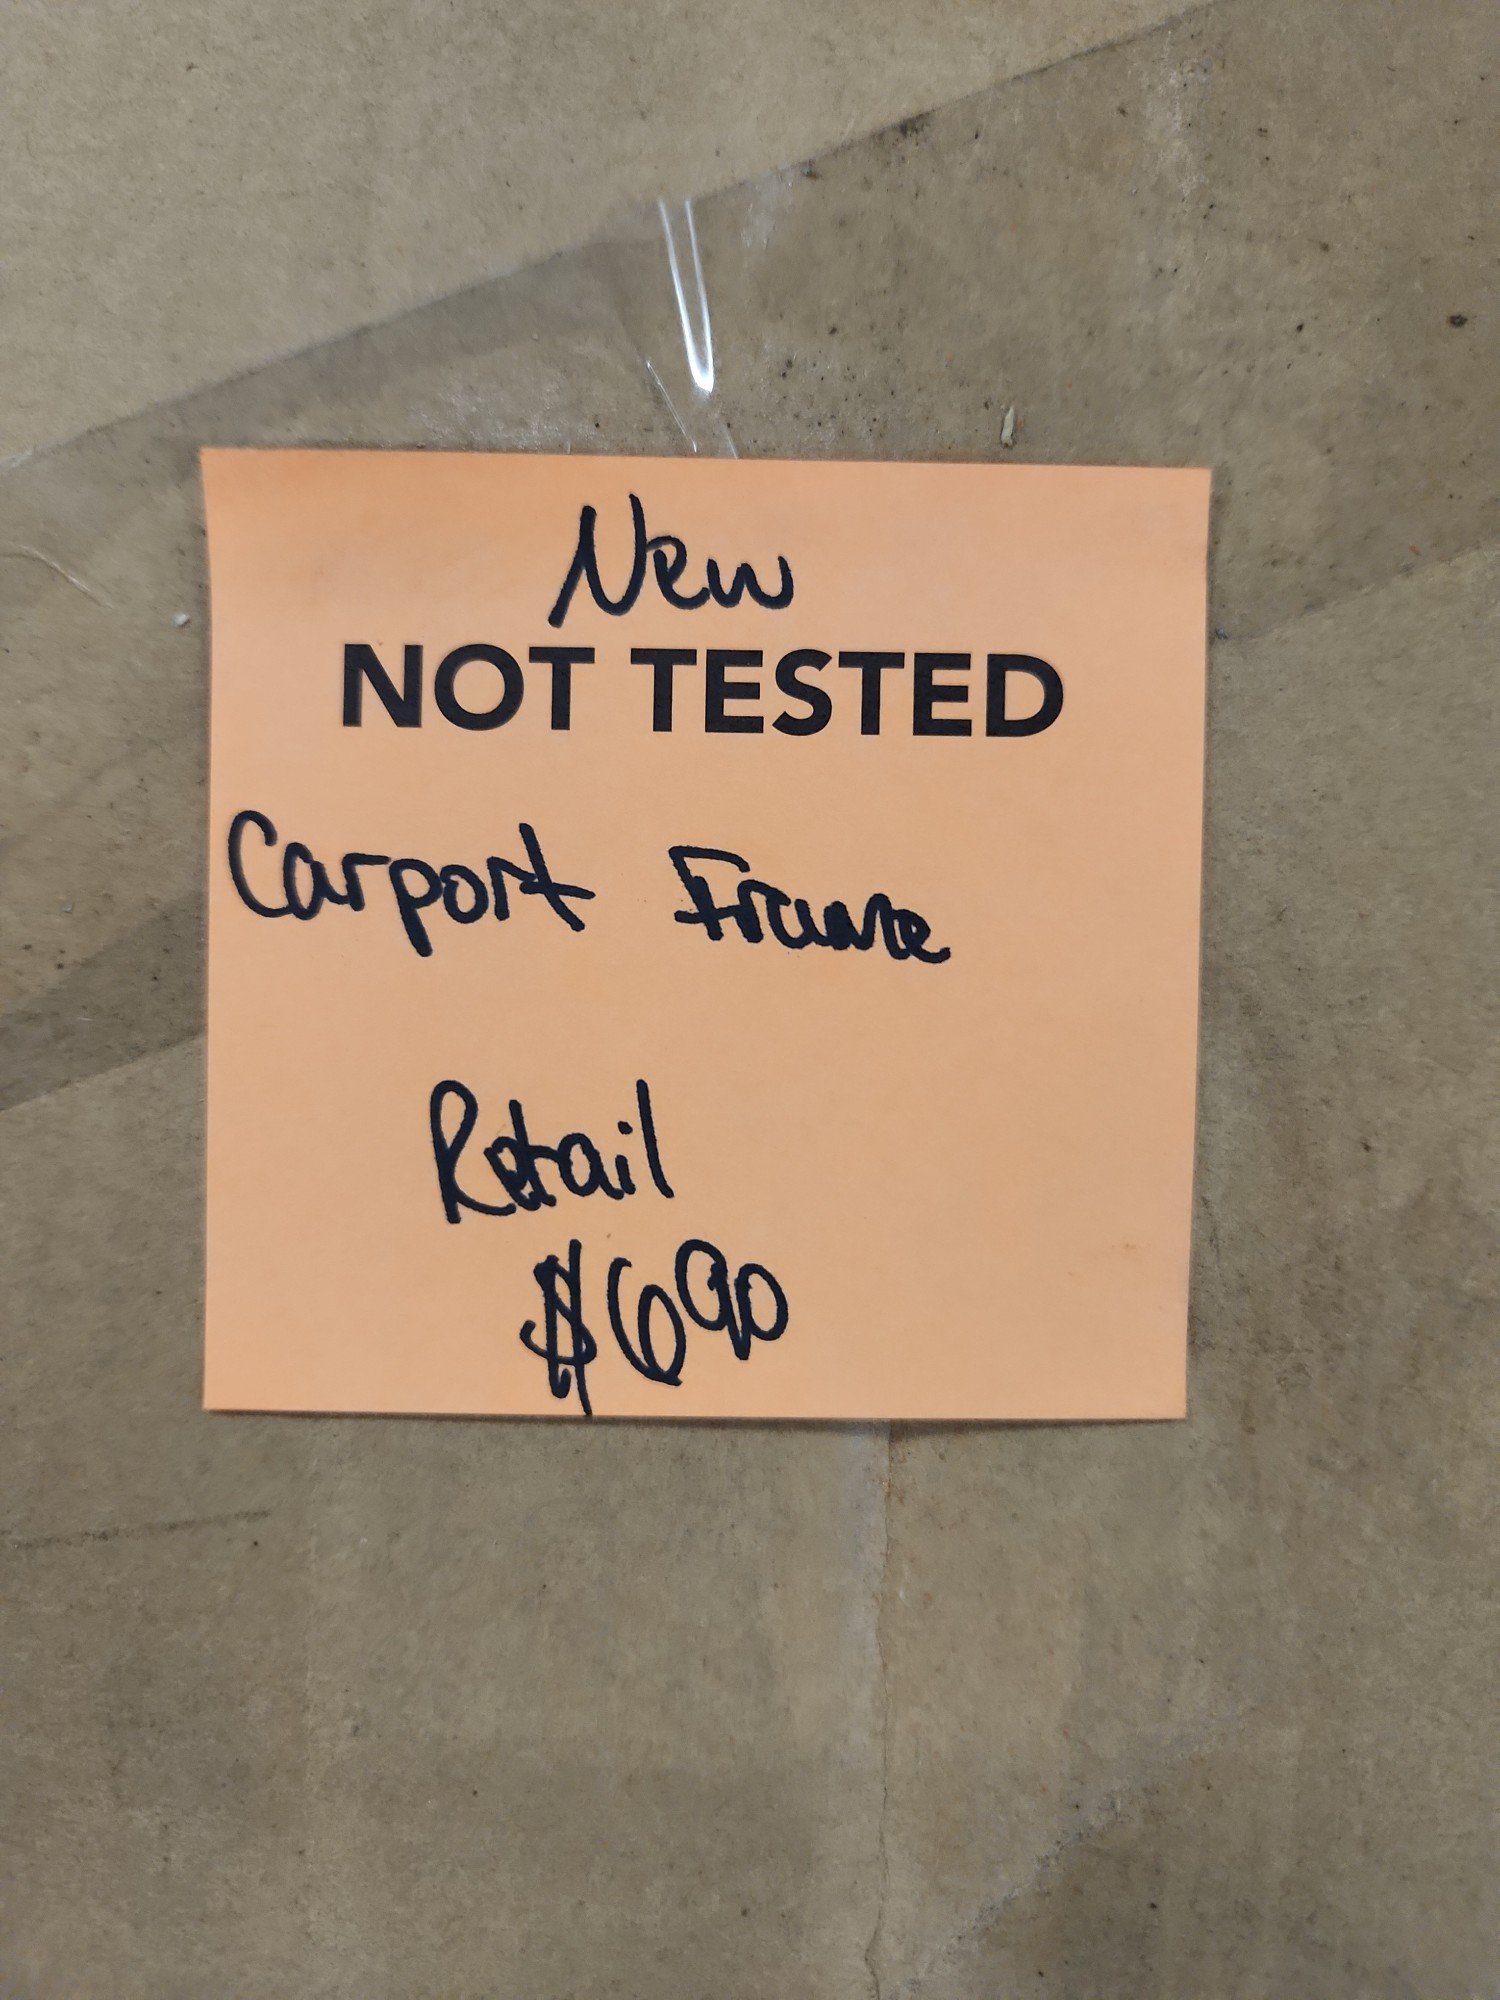 New
NOT TESTED
Carport Frame
Retail
$690